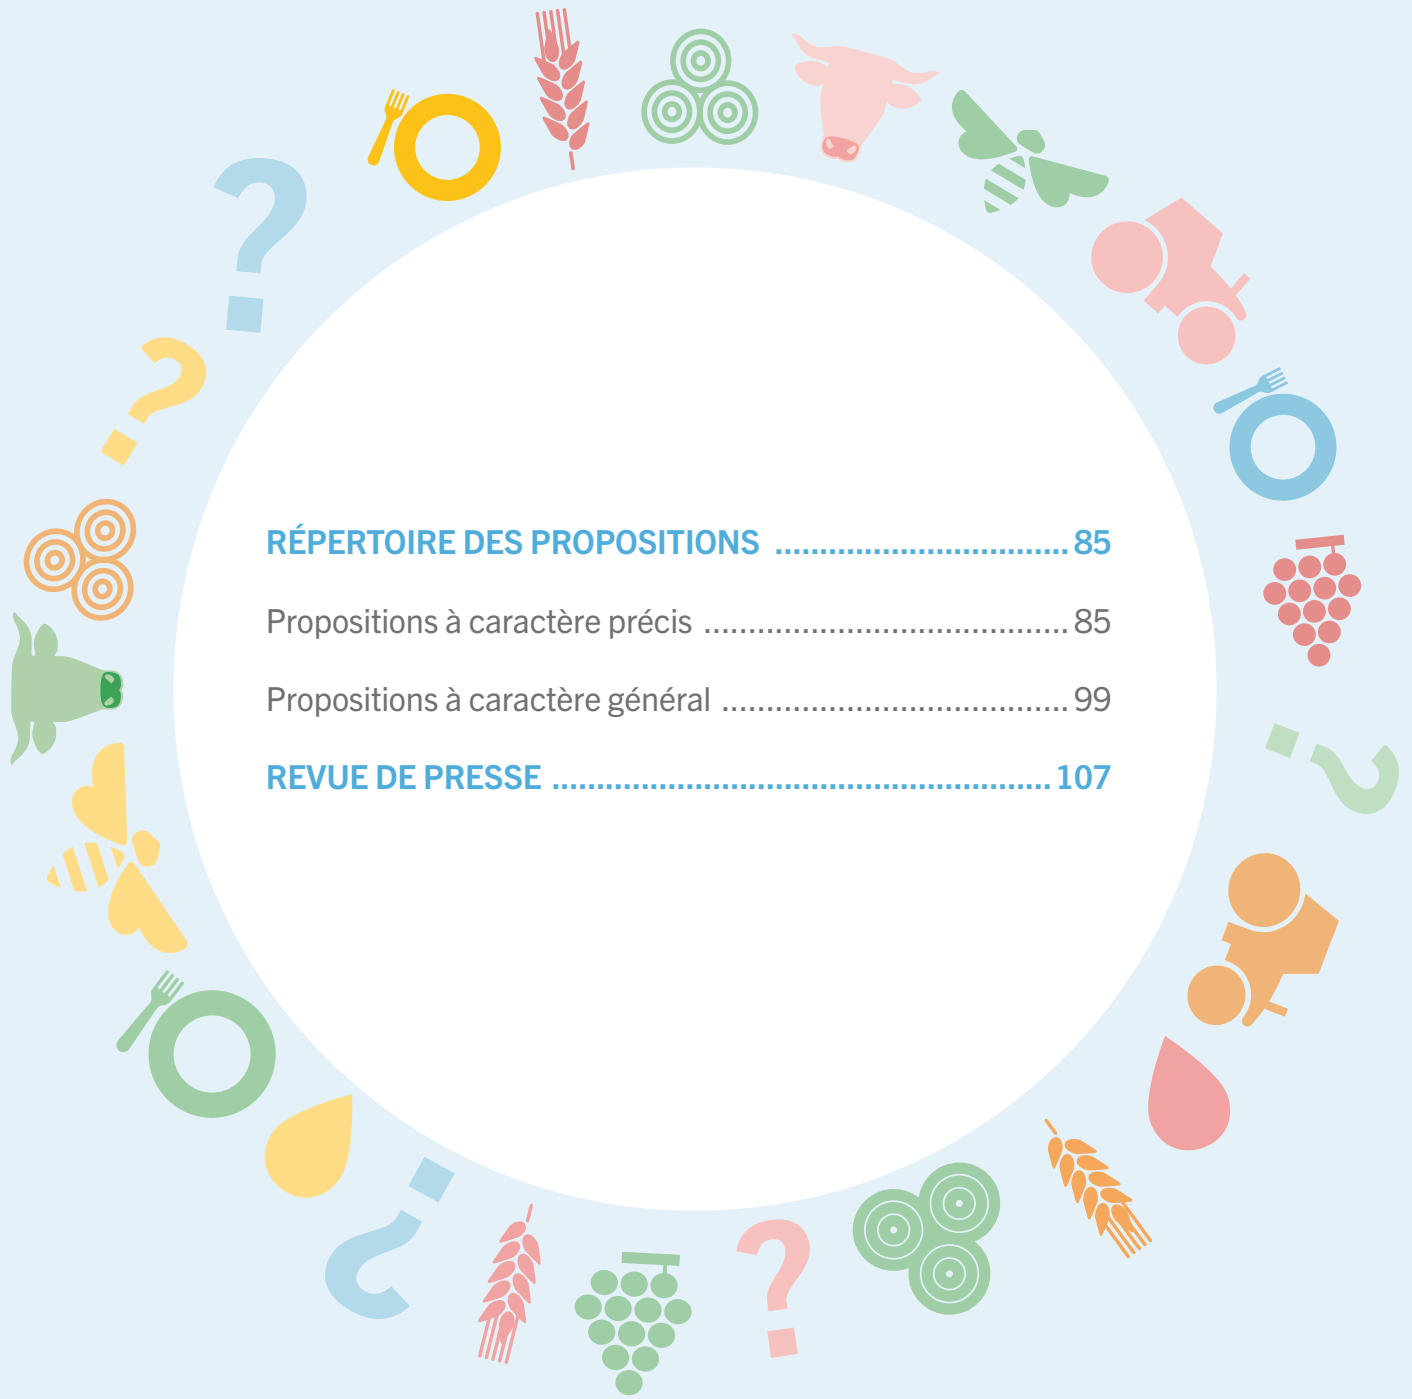 RÉPERTOIRE DES PROPOSITIONS ................................. 85
Propositions à caractère précis ......................................... 85
Propositions à caractère général ....................................... 99
REVUE DE PRESSE ........................................................ 107